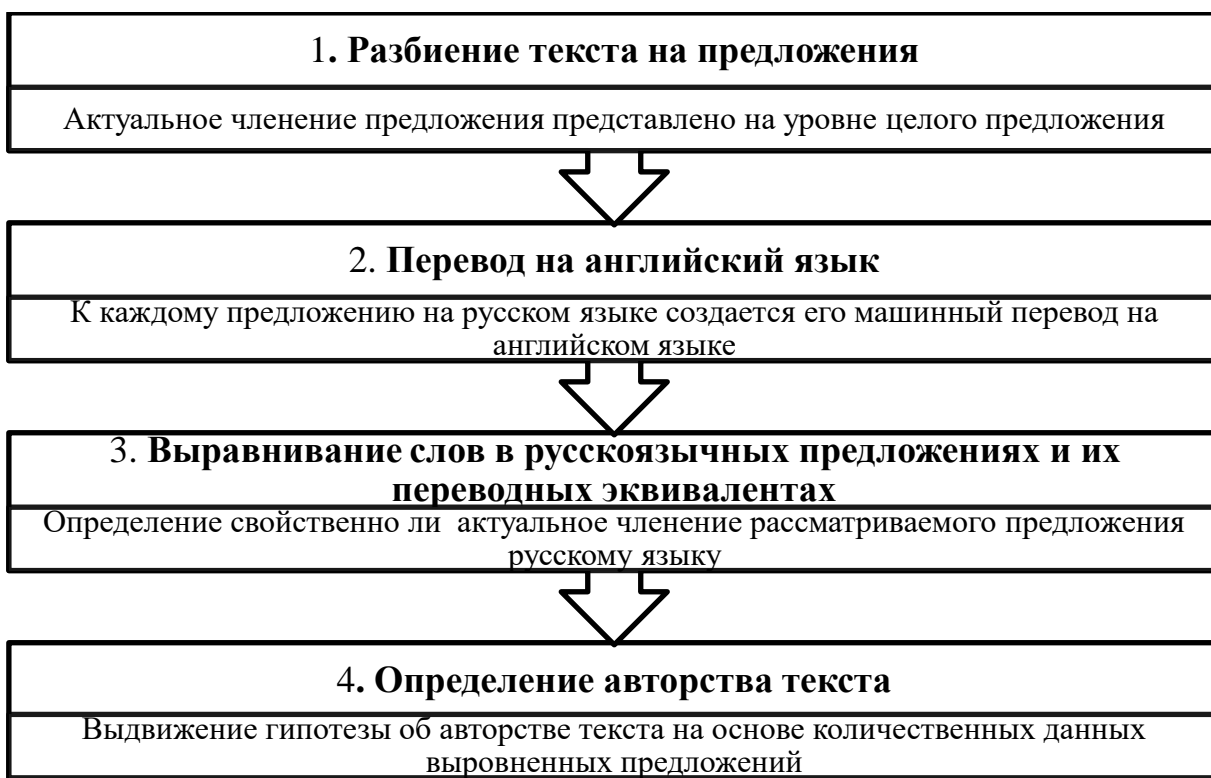 1. Разбиение текста на предложения
Актуальное членение предложения представлено на уровне целого предложения
2. Перевод на английский язык
К каждому предложению на русском языке создается его машинный перевод на
английском языке
3. Выравнивание слов в русскоязычных предложениях и их
переводных эквивалентах
Определение свойственно ли актуальное членение рассматриваемого предложения
русскому языку
4. Определение авторства текста
Выдвижение гипотезы об авторстве текста на основе количественных данных
выровненных предложений